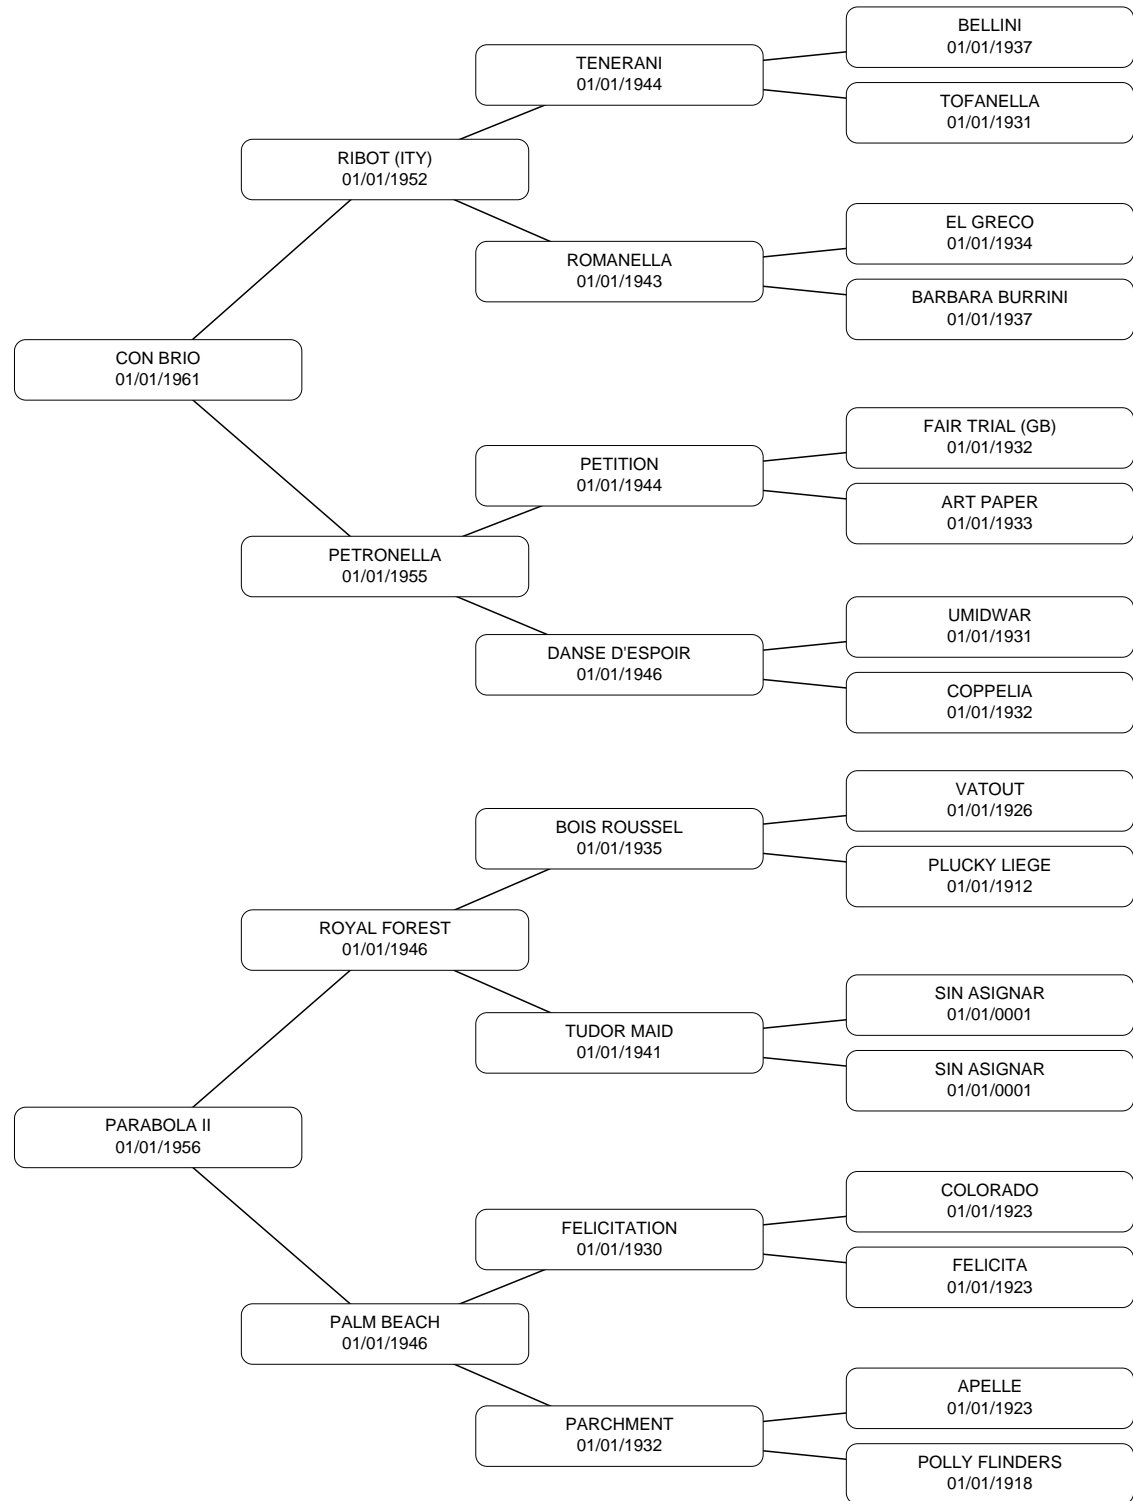 BELLINI
01/01/1937
TENERANI
01/01/1944
TOFANELLA
01/01/1931
RIBOT (ITY)
01/01/1952
EL GRECO
01/01/1934
ROMANELLA
01/01/1943
BARBARA BURRINI
01/01/1937
CON BRIO
01/01/1961
FAIR TRIAL (GB)
01/01/1932
PETITION
01/01/1944
ART PAPER
01/01/1933
PETRONELLA
01/01/1955
UMIDWAR
01/01/1931
DANSE D'ESPOIR
01/01/1946
COPPELIA
01/01/1932
VATOUT
01/01/1926
BOIS ROUSSEL
01/01/1935
PLUCKY LIEGE
01/01/1912
ROYAL FOREST
01/01/1946
SIN ASIGNAR
01/01/0001
TUDOR MAID
01/01/1941
SIN ASIGNAR
01/01/0001
PARABOLA II
01/01/1956
COLORADO
01/01/1923
FELICITATION
01/01/1930
FELICITA
01/01/1923
PALM BEACH
01/01/1946
APELLE
01/01/1923
PARCHMENT
01/01/1932
POLLY FLINDERS
01/01/1918